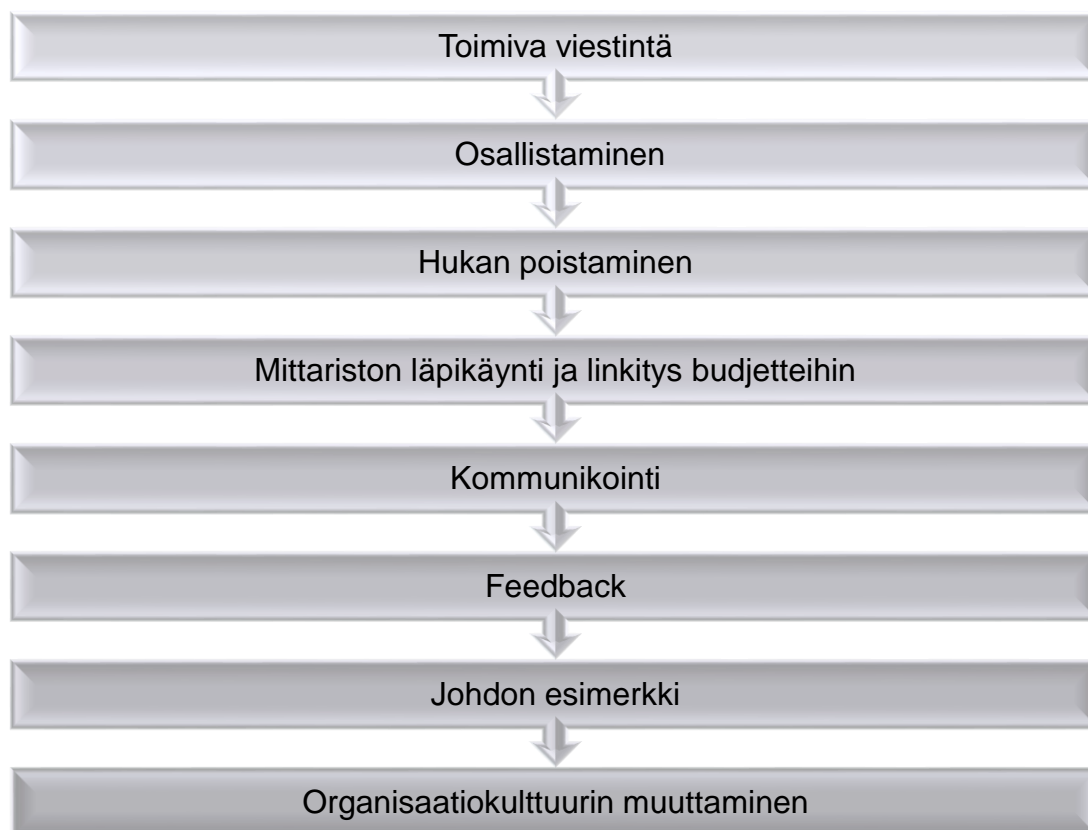 Toimiva viestintä
Osallistaminen
Hukan poistaminen
Mittariston läpikäynti ja linkitys budjetteihin
Kommunikointi
Feedback
Johdon esimerkki
Organisaatiokulttuurin muuttaminen